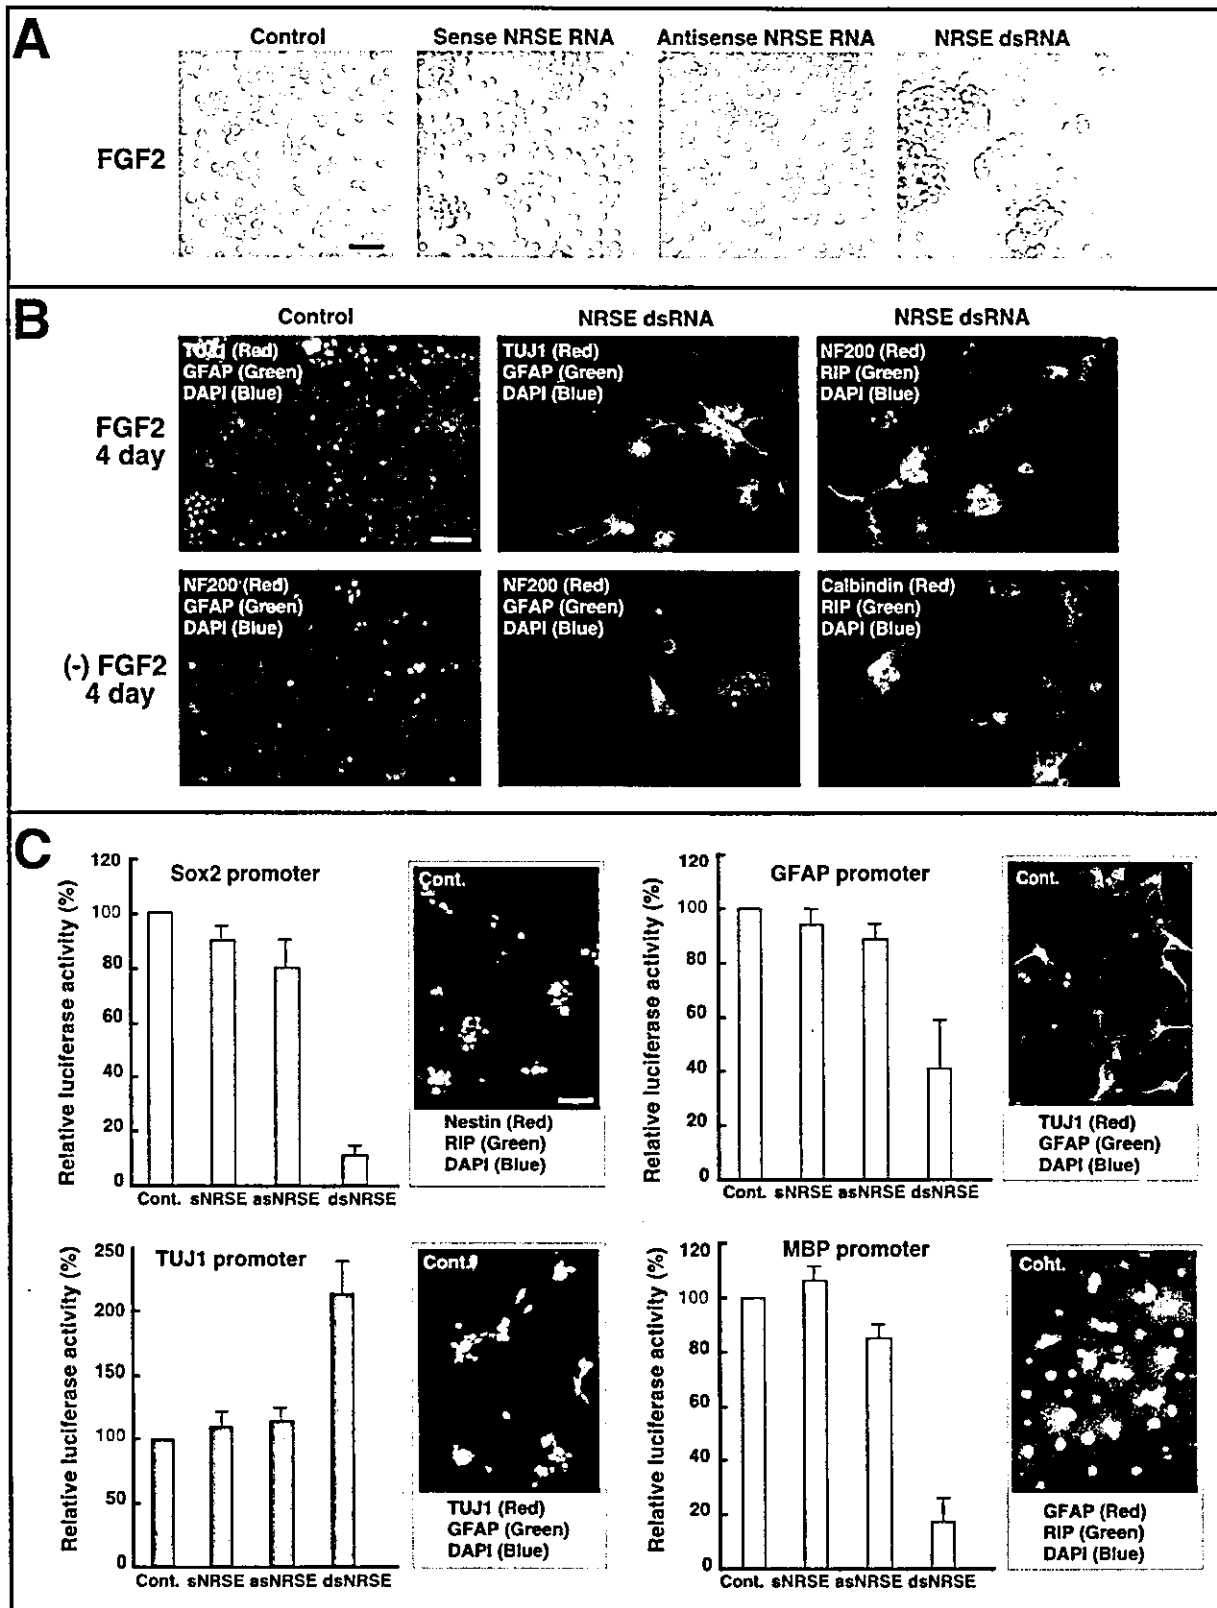 A
Control
Sense NRSE RNA
Antisense NRSE RNA
NRSE dsRNA
FGF2
B
Control
NRSE dsRNA
NRSE dsRNA
FGF2
4 day
TUJ1 (Red)
GFAP (Green)
DAPI (Blue)
TUJ1 (Red)
GFAP (Green)
DAPI (Blue)
NF200 (Red)
RIP (Green)
DAPI (Blue)
(-) FGF2
4 day
NF200 (Red)
GFAP (Green)
DAPI (Blue)
NF200 (Red)
GFAP (Green)
DAPI (Blue)
Calbindin (Red)
RIP (Green)
DAPI (Blue)
C
Relative luciferase activity (%)
120
100
80
60
40
20
0
Sox2 promoter
Cont. sNRSE asNRSE dsNRSE
Cont.
Nestin (Red)
RIP (Green)
DAPI (Blue)
Relative luciferase activity (%)
120
100
80
60
40
20
0
GFAP promoter
Cont. sNRSE asNRSE dsNRSE
Cont.
TUJ1 (Red)
GFAP (Green)
DAPI (Blue)
Relative luciferase activity (%)
250
200
150
100
50
0
TUJ1 promoter
Cont. sNRSE asNRSE dsNRSE
Cont.
TUJ1 (Red)
GFAP (Green)
DAPI (Blue)
Relative luciferase activity (%)
120
100
80
60
40
20
0
MBP promoter
Cont. sNRSE asNRSE dsNRSE
Cont.
GFAP (Red)
RIP (Green)
DAPI (Blue)